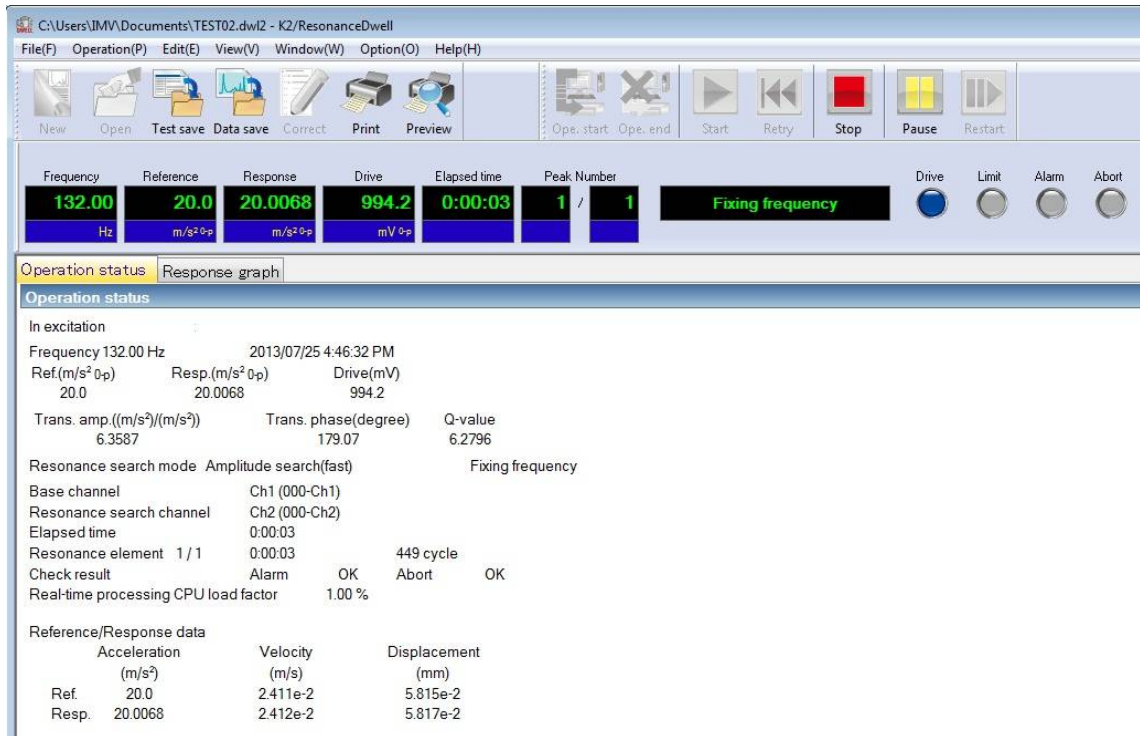 C:\Users\IMV\Documents\TEST02.dwl2 - K2/ResonanceDwell
File(F) Operation(P) Edit(E) View(V) Window(W) Option(O) Help(H)
New Open Test save Data save Correct Print Preview Ope. start Ope. end Start Retry Stop Pause Restart
Frequency Reference Response Drive Elapsed time Peak Number Drive Limit Alarm Abort
132.00 20.0 20.0068 994.2 0:00:03 1 / 1 Fixing frequency
Hz m/s² 0-p m/s² 0-p mV 0-p
Operation status Response graph
Operation status
In excitation
Frequency 132.00 Hz 2013/07/25 4:46:32 PM
Ref.(m/s² 0-p) Resp.(m/s² 0-p) Drive(mV)
20.0 20.0068 994.2
Trans. amp.((m/s²)/(m/s²)) Trans. phase(degree) Q-value
6.3587 179.07 6.2796
Resonance search mode Amplitude search(fast) Fixing frequency
Base channel Ch1 (000-Ch1)
Resonance search channel Ch2 (000-Ch2)
Elapsed time 0:00:03
Resonance element 1 / 1 0:00:03 449 cycle
Check result Alarm OK Abort OK
Real-time processing CPU load factor 1.00 %
Reference/Response data
Acceleration Velocity Displacement
(m/s²) (m/s) (mm)
Ref. 20.0 2.411e-2 5.815e-2
Resp. 20.0068 2.412e-2 5.817e-2